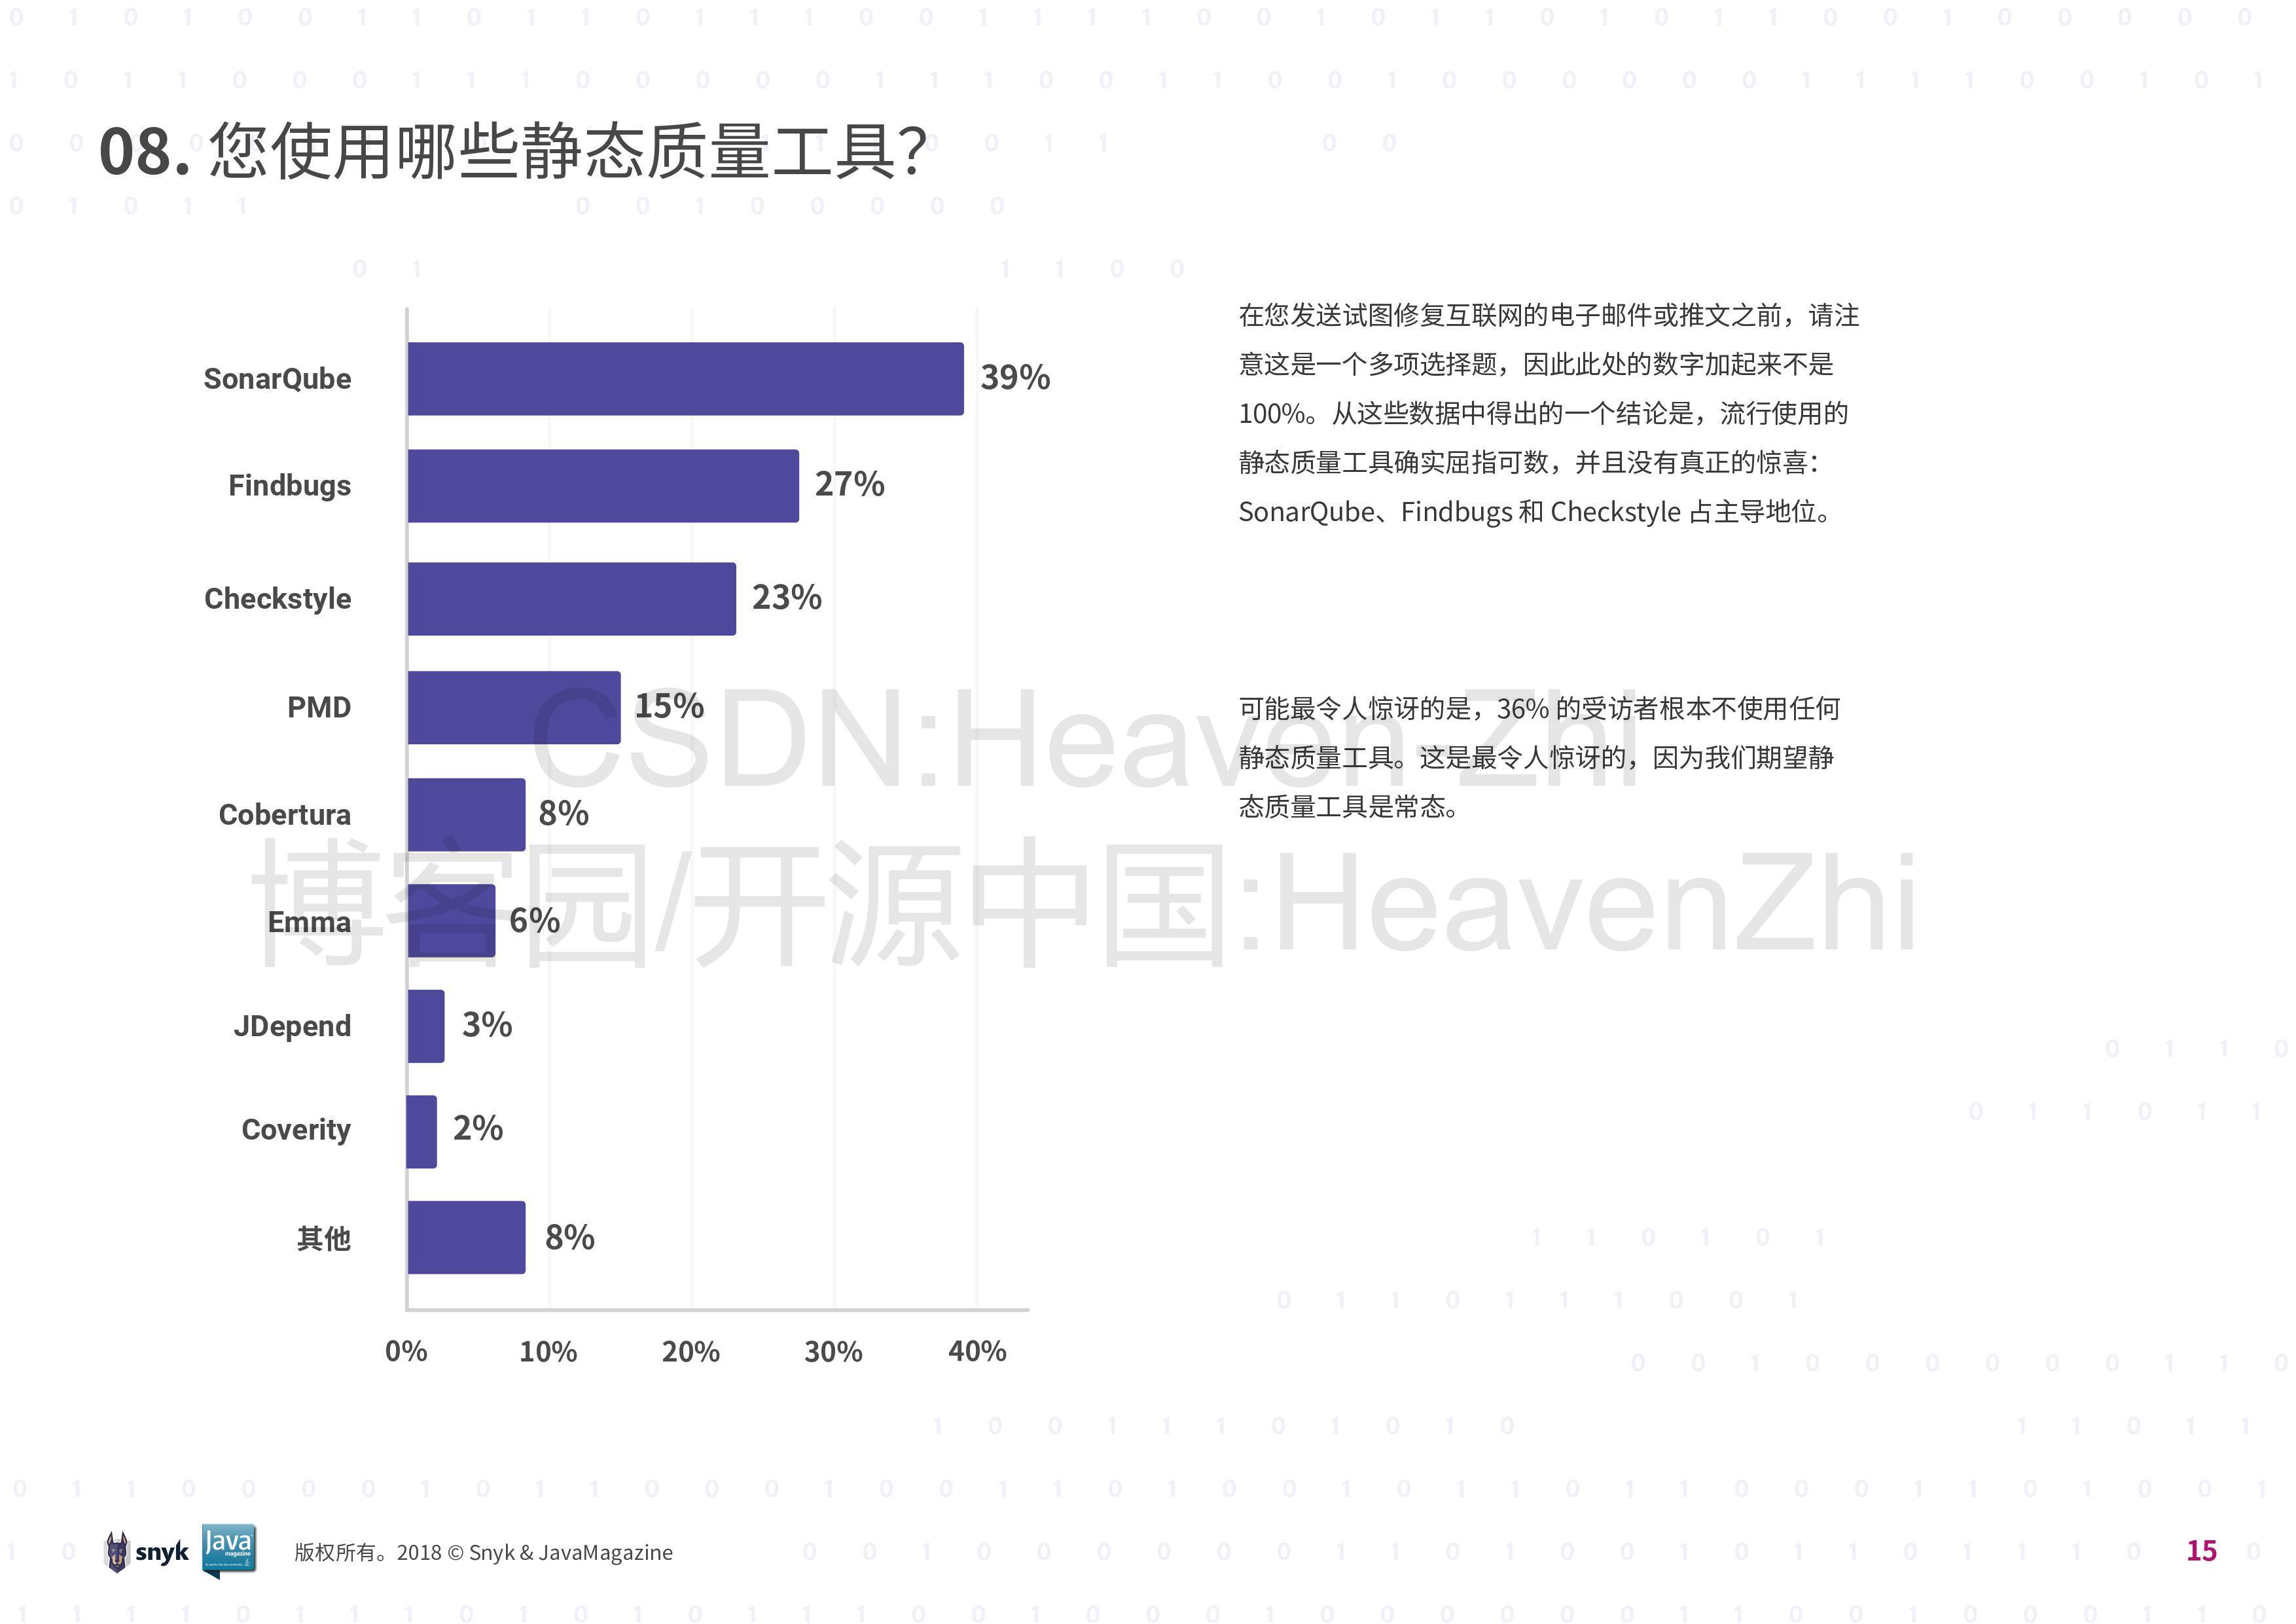 08. 您使用哪些静态质量工具？
SonarQube
39%
Findbugs
27%
Checkstyle
23%
PMD
15%
Cobertura
8%
Emma
6%
JDepend
3%
Coverity
2%
其他
8%
0%
10%
20%
30%
40%
在您发送试图修复互联网的电子邮件或推文之前，请注
意这是一个多项选择题，因此此处的数字加起来不是
100%。从这些数据中得出的一个结论是，流行使用的
静态质量工具确实屈指可数，并且没有真正的惊喜：
SonarQube、Findbugs 和 Checkstyle 占主导地位。
可能最令人惊讶的是，36% 的受访者根本不使用任何
静态质量工具。这是最令人惊讶的，因为我们期望静
态质量工具是常态。
CSDN:Heaven-Zhi
博客园/开源中国:HeavenZhi
snyk
Java
magazine
版权所有。2018 © Snyk & JavaMagazine
15